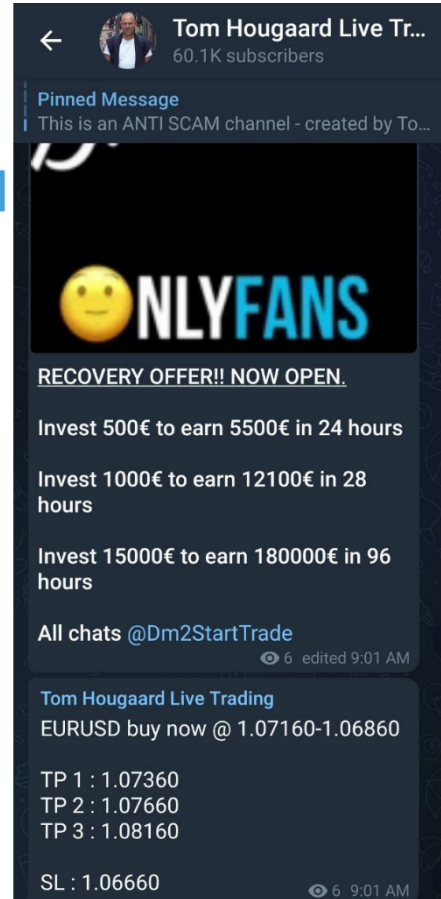 Tom Hougaard Live Tr...
60.1K subscribers
Pinned Message
This is an ANTI SCAM channel - created by To...
NLYFANS
RECOVERY OFFER!! NOW OPEN.
Invest 500€ to earn 5500€ in 24 hours
Invest 1000€ to earn 12100€ in 28
hours
Invest 15000€ to earn 180000€ in 96
hours
All chats @Dm2StartTrade
6 edited 9:01 AM
Tom Hougaard Live Trading
EURUSD buy now @ 1.07160-1.06860
TP 1 : 1.07360
TP 2 : 1.07660
TP 3 : 1.08160
SL : 1.06660
6 9:01 AM